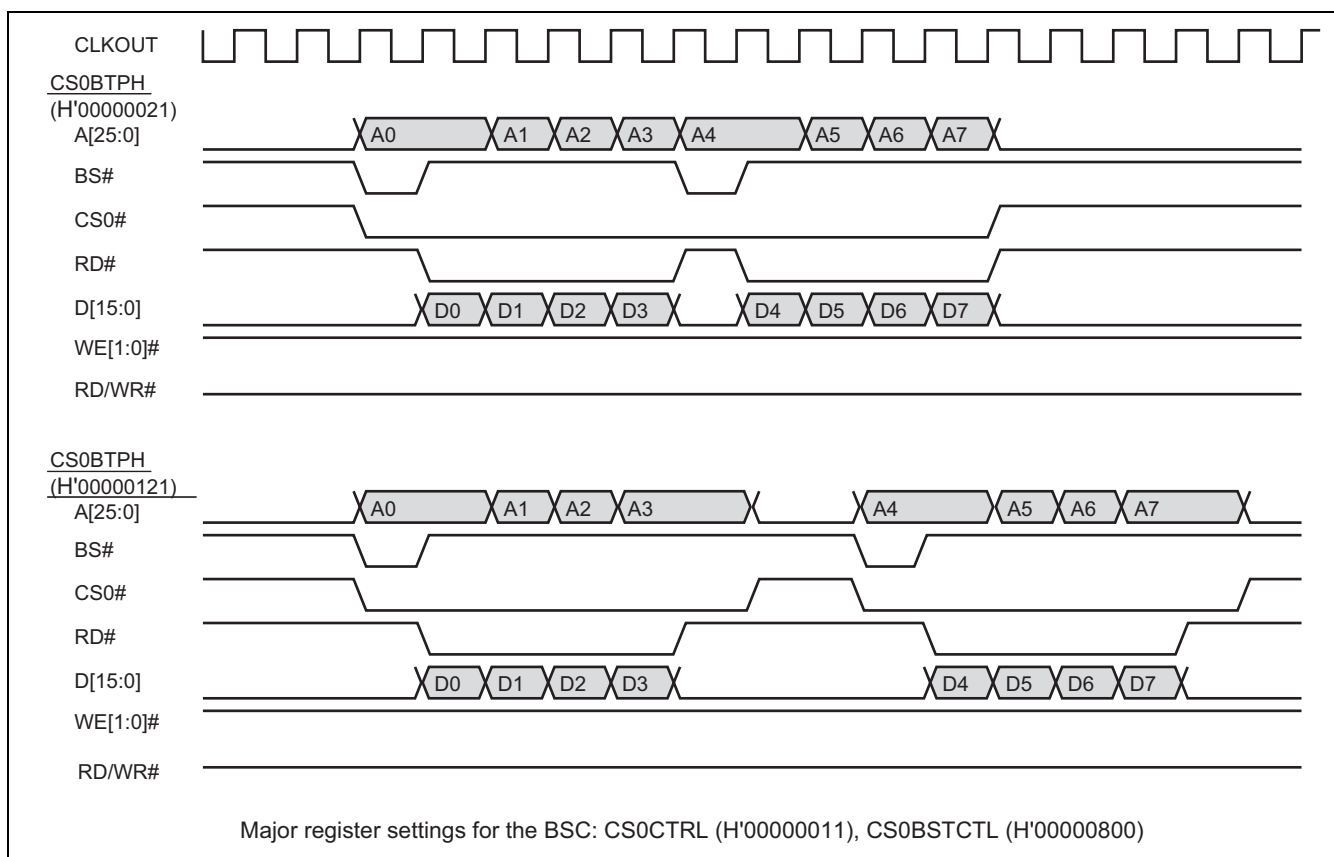 CLKOUT
CS0BTPH
(H'00000021)
A[25:0]
A0 A1 A2 A3 A4 A5 A6 A7
BS#
CS0#
RD#
D[15:0]
D0 D1 D2 D3 D4 D5 D6 D7
WE[1:0]#
RD/WR#
CS0BTPH
(H'00000121)
A[25:0]
A0 A1 A2 A3 A4 A5 A6 A7
BS#
CS0#
RD#
D[15:0]
D0 D1 D2 D3 D4 D5 D6 D7
WE[1:0]#
RD/WR#
Major register settings for the BSC: CS0CTRL (H'00000011), CS0BSTCTL (H'00000800)